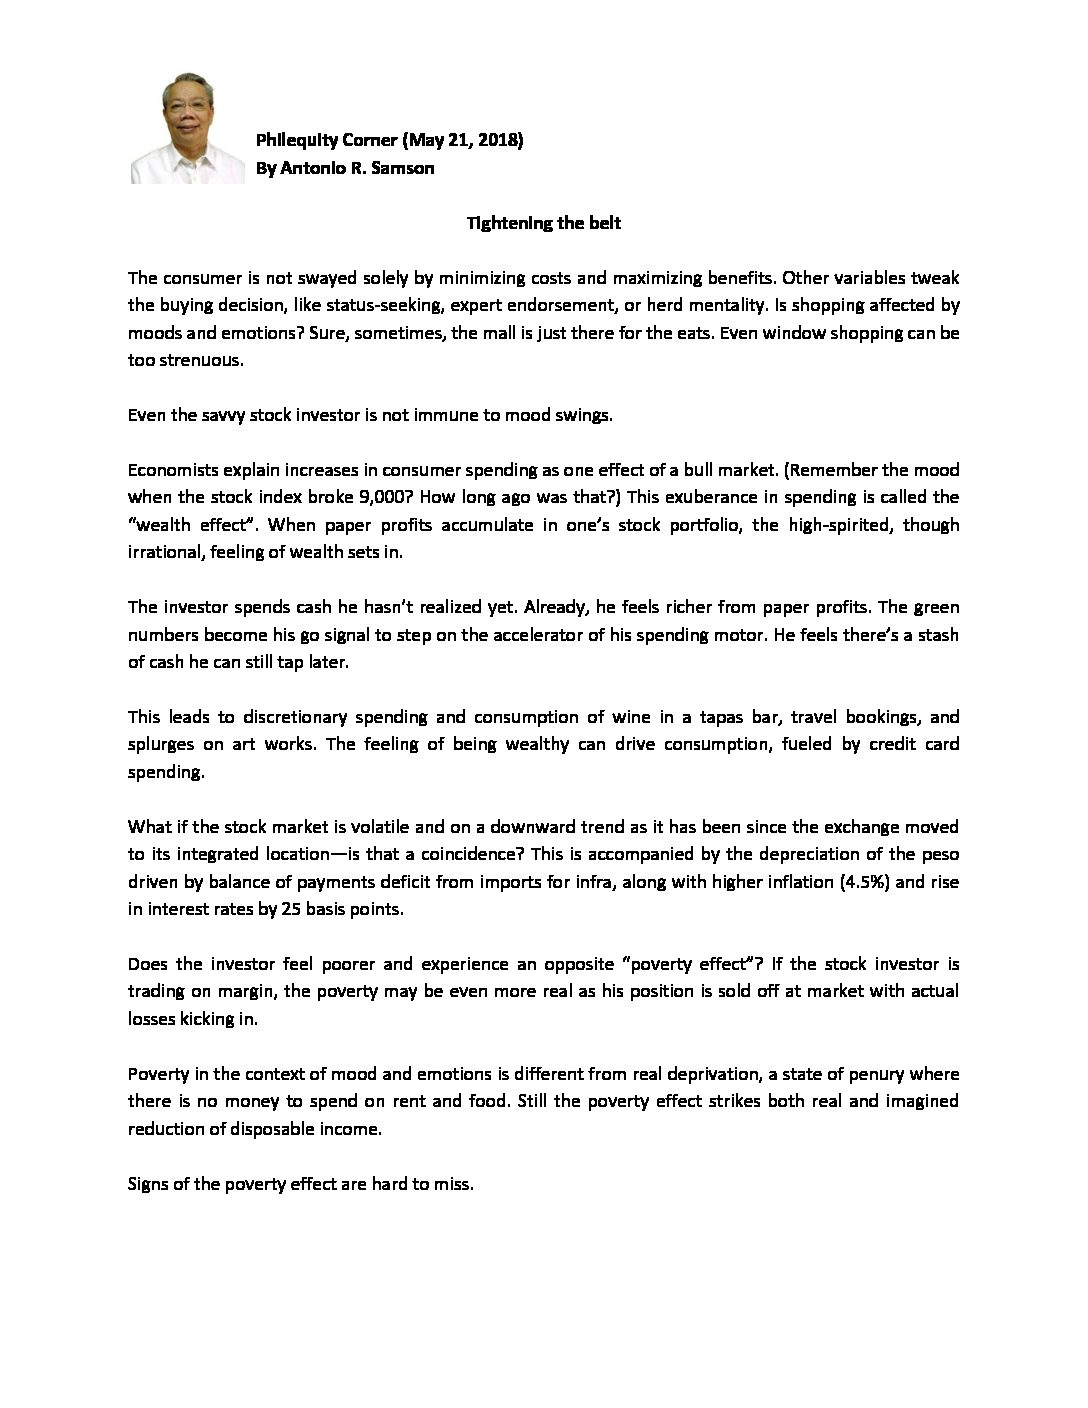 Philequity Corner (May 21, 2018)
By Antonio R. Samson
Tightening the belt
The consumer is not swayed solely by minimizing costs and maximizing benefits. Other variables tweak
the buying decision, like status-seeking, expert endorsement, or herd mentality. Is shopping affected by
moods and emotions? Sure, sometimes, the mall is just there for the eats. Even window shopping can be
too strenuous.
Even the savvy stock investor is not immune to mood swings.
Economists explain increases in consumer spending as one effect of a bull market. (Remember the mood
when the stock index broke 9,000? How long ago was that?) This exuberance in spending is called the
“wealth effect”. When paper profits accumulate in one’s stock portfolio, the high-spirited, though
irrational, feeling of wealth sets in.
The investor spends cash he hasn’t realized yet. Already, he feels richer from paper profits. The green
numbers become his go signal to step on the accelerator of his spending motor. He feels there’s a stash
of cash he can still tap later.
This leads to discretionary spending and consumption of wine in a tapas bar, travel bookings, and
splurges on art works. The feeling of being wealthy can drive consumption, fueled by credit card
spending.
What if the stock market is volatile and on a downward trend as it has been since the exchange moved
to its integrated location—is that a coincidence? This is accompanied by the depreciation of the peso
driven by balance of payments deficit from imports for infra, along with higher inflation (4.5%) and rise
in interest rates by 25 basis points.
Does the investor feel poorer and experience an opposite “poverty effect”? If the stock investor is
trading on margin, the poverty may be even more real as his position is sold off at market with actual
losses kicking in.
Poverty in the context of mood and emotions is different from real deprivation, a state of penury where
there is no money to spend on rent and food. Still the poverty effect strikes both real and imagined
reduction of disposable income.
Signs of the poverty effect are hard to miss.